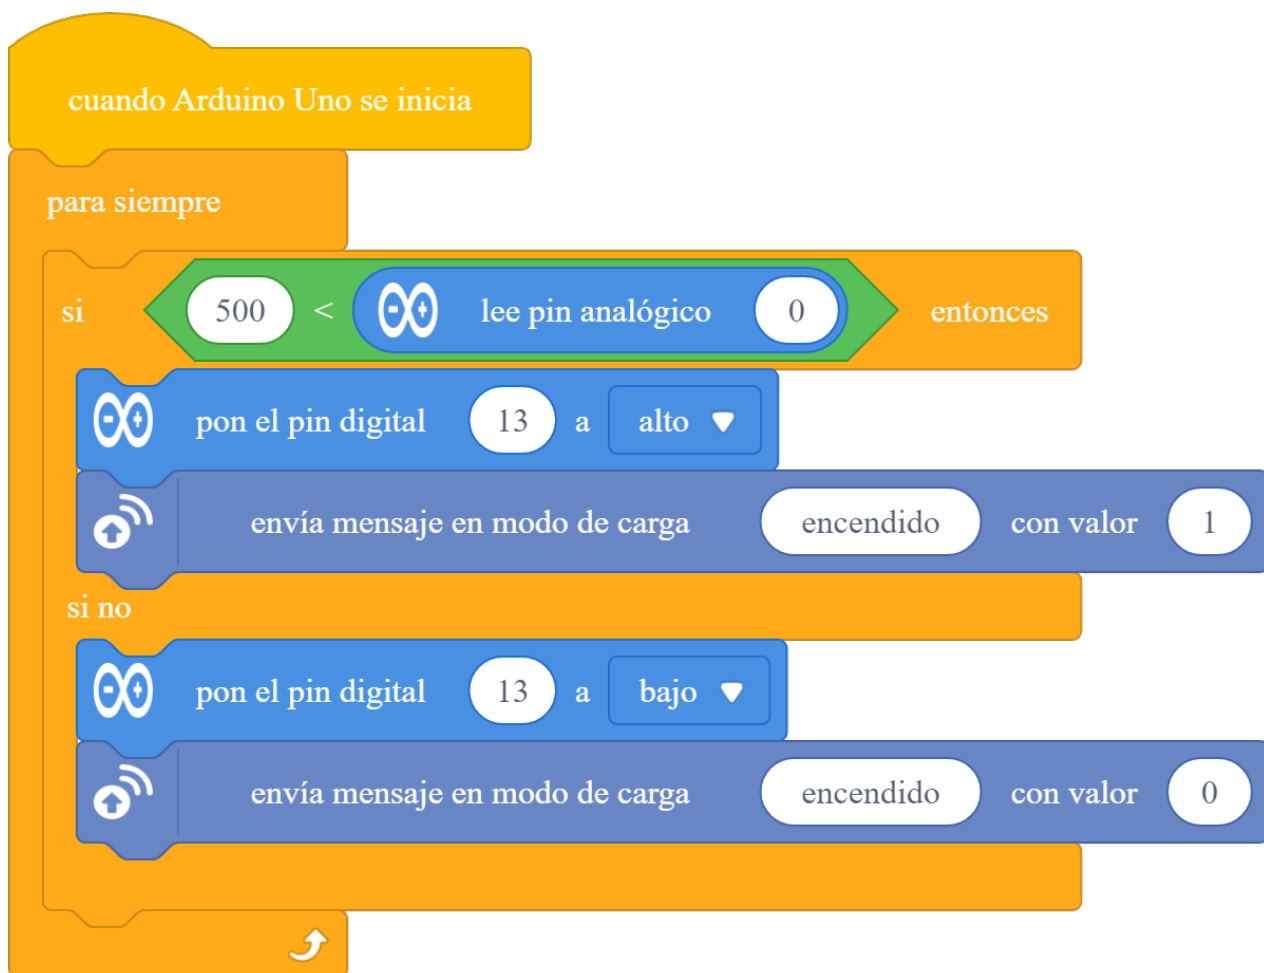 cuando Arduino Uno se inicia
para siempre
si 500 < lee pin analógico 0 entonces
pon el pin digital 13 a alto
envía mensaje en modo de carga encendido con valor 1
si no
pon el pin digital 13 a bajo
envía mensaje en modo de carga encendido con valor 0